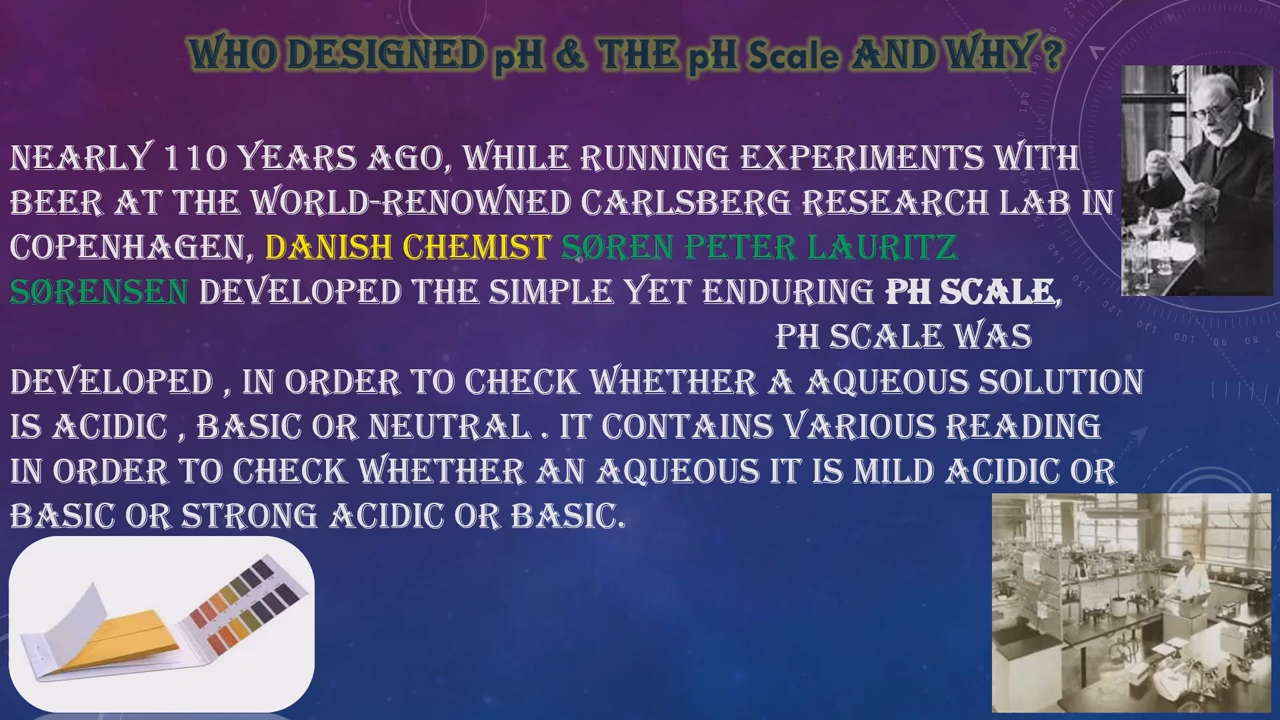 WHO DESIGNED pH & THE pH Scale AND WHY ?
NEARLY 110 YEARS AGO, WHILE RUNNING EXPERIMENTS WITH
BEER AT THE WORLD-RENOWNED CARLSBERG RESEARCH LAB IN
COPENHAGEN, DANISH CHEMIST SØREN PETER LAURITZ
SØRENSEN DEVELOPED THE SIMPLE YET ENDURING PH SCALE,
PH SCALE WAS
DEVELOPED , IN ORDER TO CHECK WHETHER A AQUEOUS SOLUTION
IS ACIDIC , BASIC OR NEUTRAL . IT CONTAINS VARIOUS READING
IN ORDER TO CHECK WHETHER AN AQUEOUS IT IS MILD ACIDIC OR
BASIC OR STRONG ACIDIC OR BASIC.